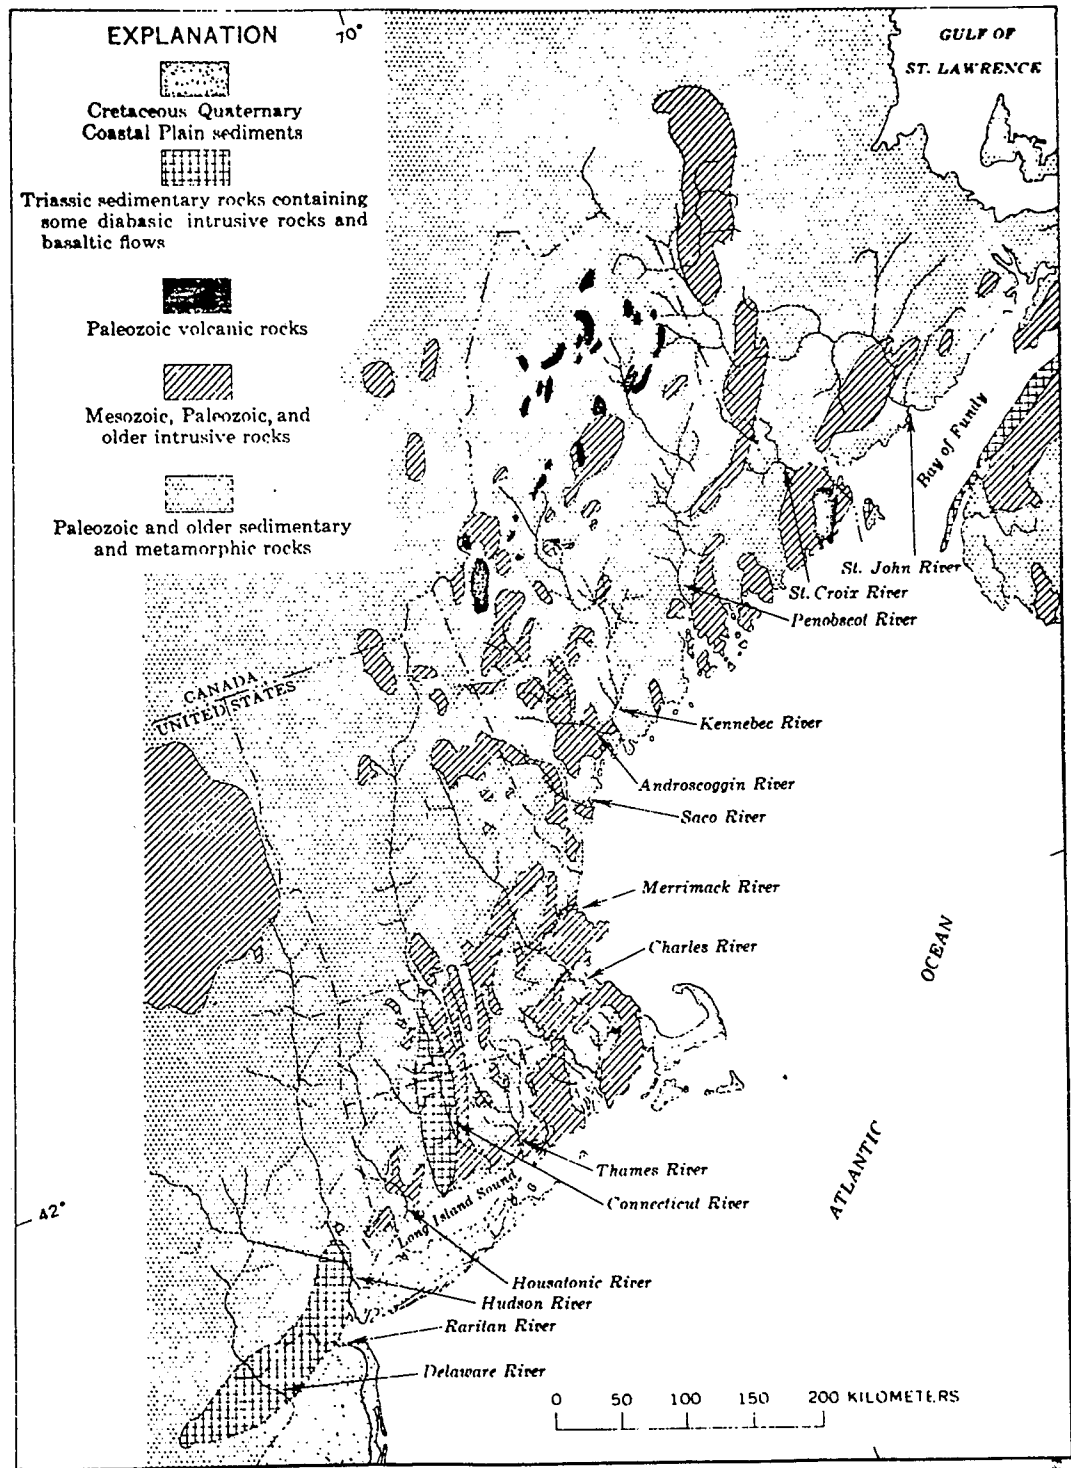 EXPLANATION
Cretaceous Quaternary
Coastal Plain sediments
Triassic sedimentary rocks containing
some diabasic intrusive rocks and
basaltic flows
Paleozoic volcanic rocks
Mesozoic, Paleozoic, and
older intrusive rocks
Paleozoic and older sedimentary
and metamorphic rocks
70°
GULF OF
ST. LAWRENCE
Bay of Fundy
St. John River
St. Croix River
Penobscot River
CANADA
UNITED STATES
Kennebec River
Androscoggin River
Saco River
Merrimack River
Charles River
ATLANTIC
OCEAN
Thames River
Connecticut River
Long Island Sound
42°
Housatonic River
Hudson River
Raritan River
Delaware River
0 50 100 150 200 KILOMETERS